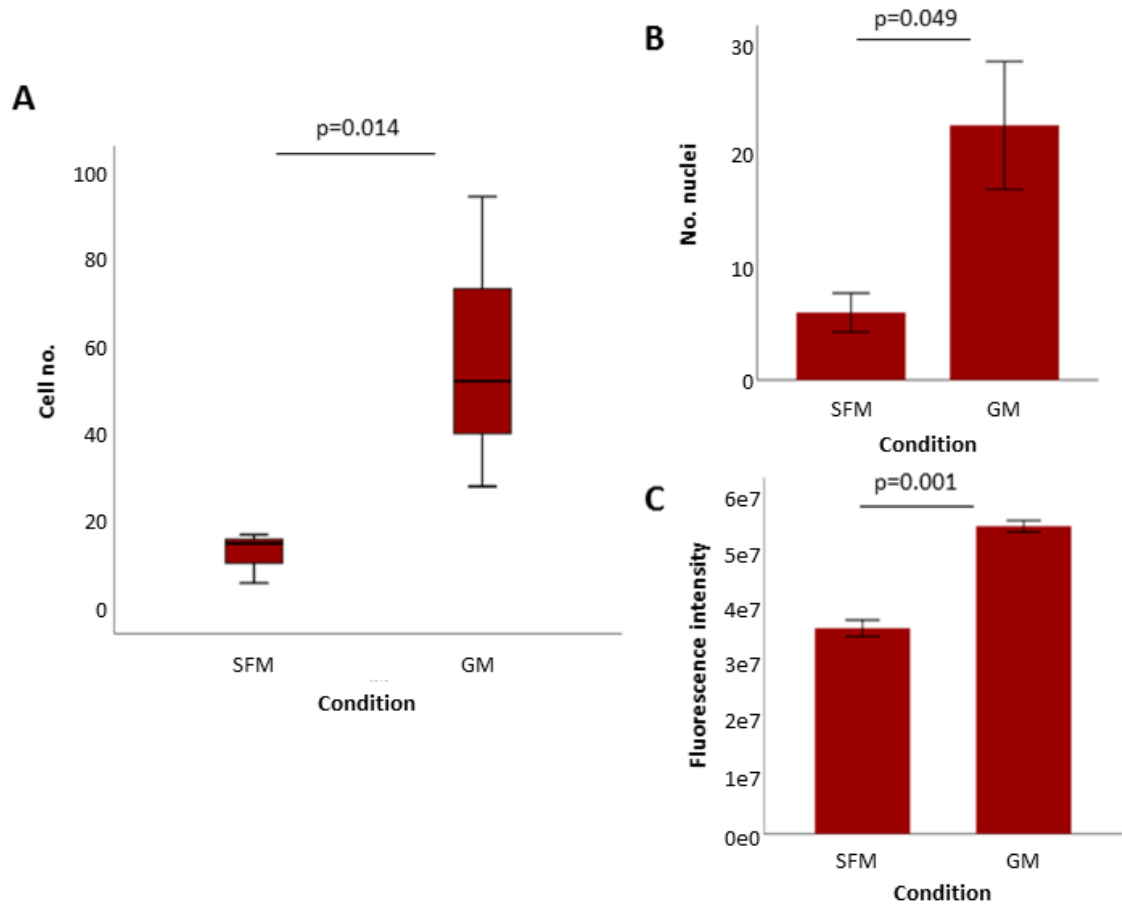 A
p=0.014
Cell no.
100
80
60
40
20
0
SFM
GM
Condition
B
p=0.049
No. nuclei
30
20
10
0
SFM
GM
Condition
C
p=0.001
Fluorescence intensity
6e7
5e7
4e7
3e7
2e7
1e7
0e0
SFM
GM
Condition